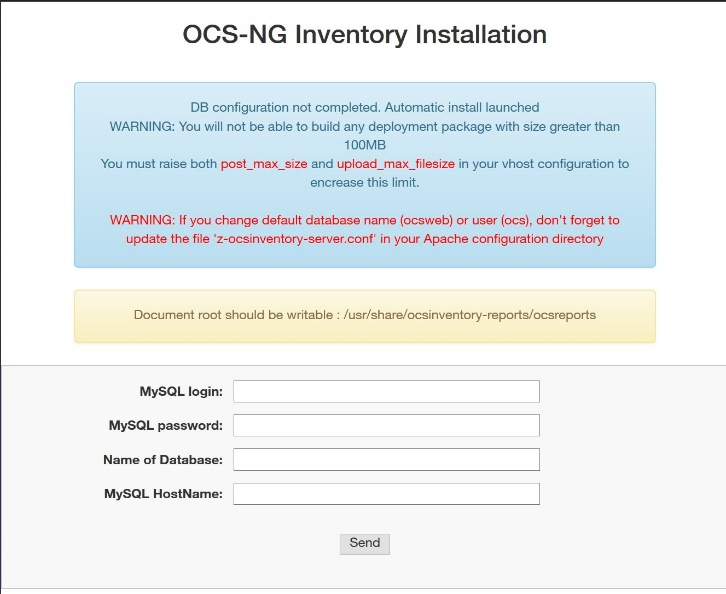 OCS-NG Inventory Installation
DB configuration not completed. Automatic install launched
WARNING: You will not be able to build any deployment package with size greater than
100MB
You must raise both post_max_size and upload_max_filesize in your vhost configuration to
encrease this limit.
WARNING: If you change default database name (ocsweb) or user (ocs), don't forget to
update the file 'z-ocsinventory-server.conf' in your Apache configuration directory
Document root should be writable : /usr/share/ocsinventory-reports/ocsreports
MySQL login:
MySQL password:
Name of Database:
MySQL HostName:
Send